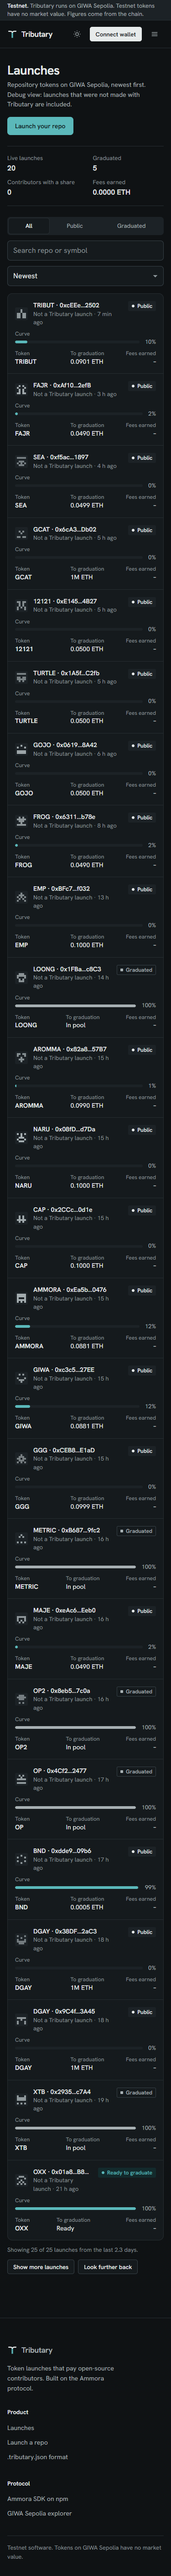 Testnet. Tributary runs on GIWA Sepolia. Testnet tokens
have no market value. Figures come from the chain.
Tributary
Connect wallet
Launches
Repository tokens on GIWA Sepolia, newest first.
Debug view: launches that were not made with
Tributary are included.
Launch your repo
Live launches
Graduated
20
5
Contributors with a share
Fees earned
0
0.0000 ETH
All
Public
Graduated
Search repo or symbol
Newest
TRIBUT · 0xcEEe...2502
Public
Not a Tributary launch · 7 min
ago
Curve
10%
Token To graduation Fees earned
TRIBUT 0.0901 ETH –
FAJR · 0xAf10...2efB
Public
Not a Tributary launch · 3 h ago
Curve
2%
Token To graduation Fees earned
FAJR 0.0490 ETH –
SEA · 0xf5ac...1897
Public
Not a Tributary launch · 4 h ago
Curve
0%
Token To graduation Fees earned
SEA 0.0499 ETH –
GCAT · 0x6cA3...Db02
Public
Not a Tributary launch · 5 h ago
Curve
0%
Token To graduation Fees earned
GCAT 1M ETH –
12121 · 0xE145...4B27
Public
Not a Tributary launch · 5 h ago
Curve
0%
Token To graduation Fees earned
12121 0.0500 ETH –
TURTLE · 0x1A5f...C2fb
Public
Not a Tributary launch · 5 h ago
Curve
0%
Token To graduation Fees earned
TURTLE 0.0500 ETH –
GOJO · 0x0619...8A42
Public
Not a Tributary launch · 6 h ago
Curve
0%
Token To graduation Fees earned
GOJO 0.0500 ETH –
FROG · 0x6311...b78e
Public
Not a Tributary launch · 8 h ago
Curve
2%
Token To graduation Fees earned
FROG 0.0490 ETH –
EMP · 0xBFc7...f032
Public
Not a Tributary launch · 13 h
ago
Curve
0%
Token To graduation Fees earned
EMP 0.1000 ETH –
LOONG · 0x1FBa...cBC3
Graduated
Not a Tributary launch · 14 h
ago
Curve
100%
Token To graduation Fees earned
LOONG In pool –
AROMMA · 0x82a8...57B7
Public
Not a Tributary launch · 15 h
ago
Curve
1%
Token To graduation Fees earned
AROMMA 0.0990 ETH –
NARU · 0x08fD...d7Da
Public
Not a Tributary launch · 15 h
ago
Curve
0%
Token To graduation Fees earned
NARU 0.1000 ETH –
CAP · 0x2CCc...0d1e
Public
Not a Tributary launch · 15 h
ago
Curve
0%
Token To graduation Fees earned
CAP 0.1000 ETH –
AMMORA · 0xEa5b...0476
Public
Not a Tributary launch · 15 h
ago
Curve
12%
Token To graduation Fees earned
AMMORA 0.0881 ETH –
GIWA · 0xc3c5...27EE
Public
Not a Tributary launch · 15 h
ago
Curve
12%
Token To graduation Fees earned
GIWA 0.0881 ETH –
GGG · 0xCEB8...E1aD
Public
Not a Tributary launch · 15 h
ago
Curve
0%
Token To graduation Fees earned
GGG 0.0999 ETH –
METRIC · 0xB687...9fc2
Graduated
Not a Tributary launch · 16 h
ago
Curve
100%
Token To graduation Fees earned
METRIC In pool –
MAJE · 0xeAc6...Eeb0
Public
Not a Tributary launch · 16 h
ago
Curve
2%
Token To graduation Fees earned
MAJE 0.0490 ETH –
OP2 · 0x8eb5...7c0a
Graduated
Not a Tributary launch · 16 h
ago
Curve
100%
Token To graduation Fees earned
OP2 In pool –
OP · 0x4Cf2...2477
Graduated
Not a Tributary launch · 17 h
ago
Curve
100%
Token To graduation Fees earned
OP In pool –
BND · 0xdde9...09b6
Public
Not a Tributary launch · 17 h
ago
Curve
99%
Token To graduation Fees earned
BND 0.0005 ETH –
DGAY · 0x3BDF...2aC3
Public
Not a Tributary launch · 18 h
ago
Curve
0%
Token To graduation Fees earned
DGAY 1M ETH –
DGAY · 0x9C4f...3A45
Public
Not a Tributary launch · 18 h
ago
Curve
0%
Token To graduation Fees earned
DGAY 1M ETH –
XTB · 0x2935...c7A4
Graduated
Not a Tributary launch · 19 h
ago
Curve
100%
Token To graduation Fees earned
XTB In pool –
OXX · 0x01a8...B8...
Ready to graduate
Not a Tributary
launch · 21 h ago
Curve
100%
Token To graduation Fees earned
OXX Ready –
Showing 25 of 25 launches from the last 2.3 days.
Show more launches
Look further back
Tributary
Token launches that pay open-source
contributors. Built on the Ammora
protocol.
Product
Launches
Launch a repo
.tributary.json format
Protocol
Ammora SDK on npm
GIWA Sepolia explorer
Testnet software. Tokens on GIWA Sepolia have no market
value.